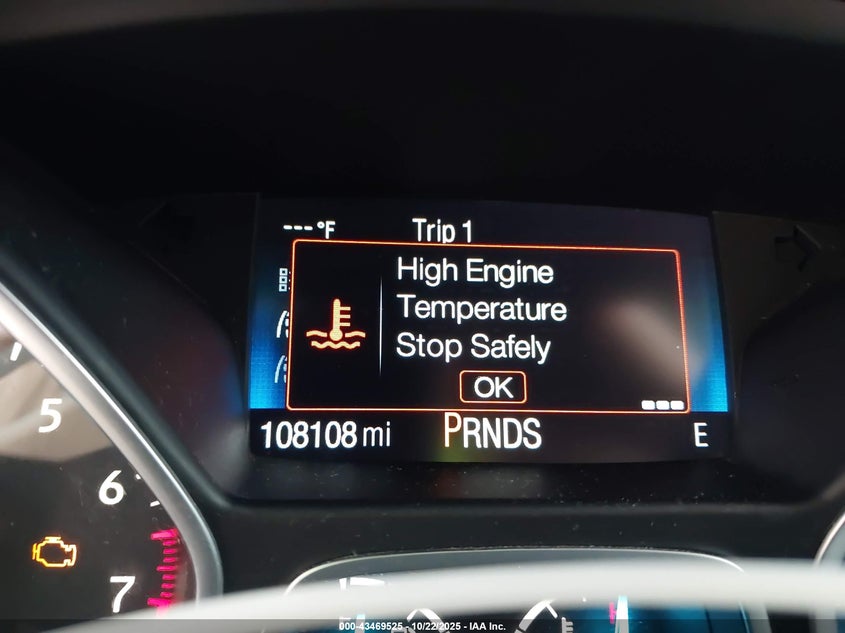 ---°F Trip 1
High Engine
Temperature
Stop Safely
OK
108108 mi PRNDS E
5
6
7
H
000-43469525 - 10/22/2025 - IAA Inc.